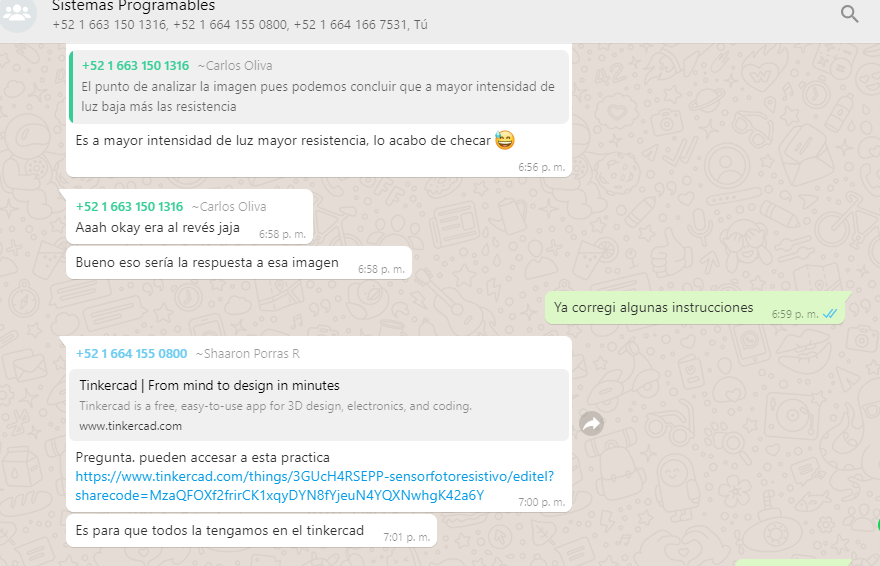 Sistemas Programables
+52 1 663 150 1316, +52 1 664 155 0800, +52 1 664 166 7531, Tú
+52 1 663 150 1316 ~Carlos Oliva
El punto de analizar la imagen pues podemos concluir que a mayor intensidad de
luz baja más las resistencia
Es a mayor intensidad de luz mayor resistencia, lo acabo de checar 😅
6:56 p. m.
+52 1 663 150 1316 ~Carlos Oliva
Aaah okay era al revés jaja 6:58 p. m.
Bueno eso sería la respuesta a esa imagen 6:58 p. m.
Ya corregi algunas instrucciones 6:59 p. m.
+52 1 664 155 0800 ~Shaaron Porras R
Tinkercad | From mind to design in minutes
Tinkercad is a free, easy-to-use app for 3D design, electronics, and coding.
www.tinkercad.com
Pregunta. pueden accesar a esta practica
https://www.tinkercad.com/things/3GUcH4RSEPP-sensorfotoresistivo/editel?
sharecode=MzaQFOXf2frirCK1xqyDYN8fYjeuN4YQXNwhgK42a6Y 7:00 p. m.
Es para que todos la tengamos en el tinkercad 7:01 p. m.